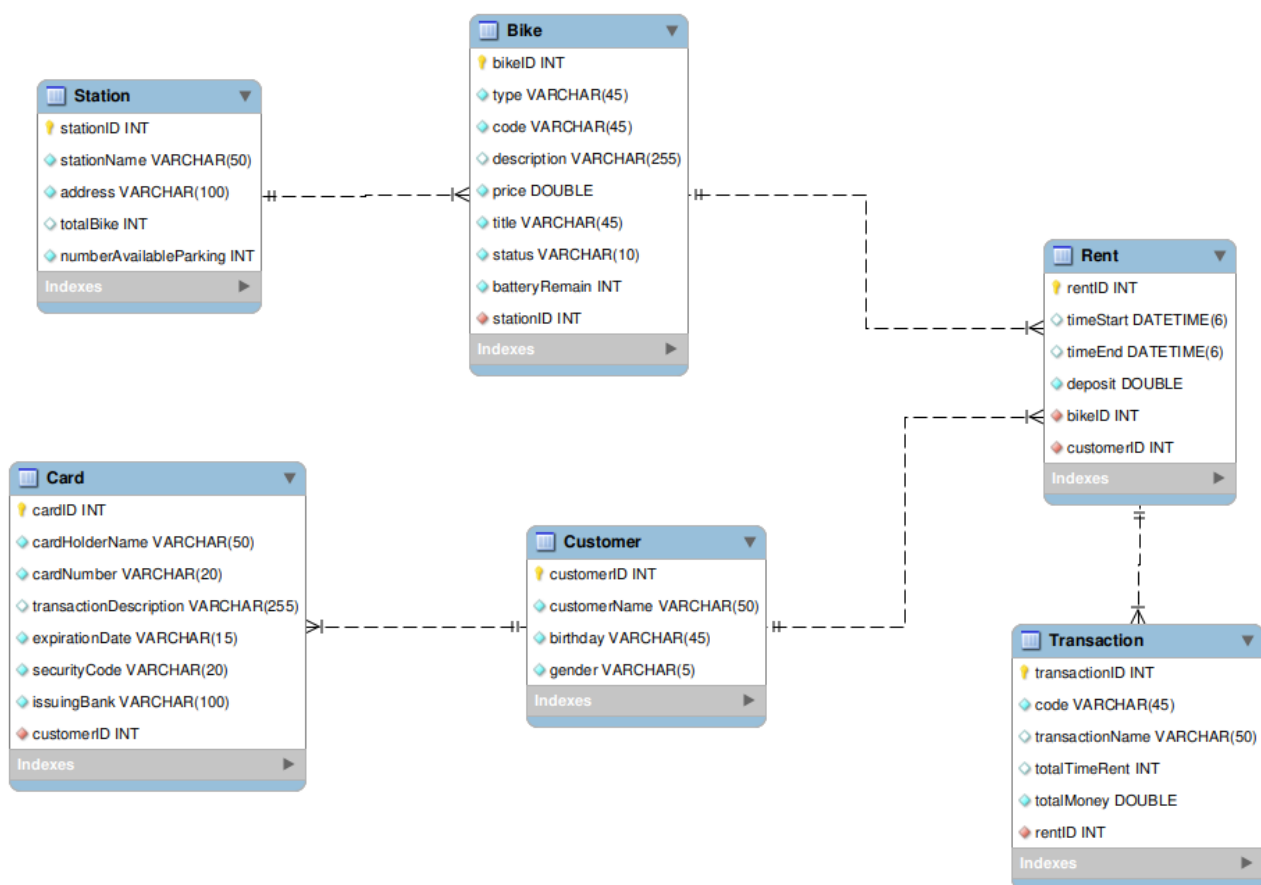 Station
stationID INT
stationName VARCHAR(50)
address VARCHAR(100)
totalBike INT
numberAvailableParking INT
Indexes
Bike
bikeID INT
type VARCHAR(45)
code VARCHAR(45)
description VARCHAR(255)
price DOUBLE
title VARCHAR(45)
status VARCHAR(10)
batteryRemain INT
stationID INT
Indexes
Rent
rentID INT
timeStart DATETIME(6)
timeEnd DATETIME(6)
deposit DOUBLE
bikeID INT
customerID INT
Indexes
Card
cardID INT
cardHolderName VARCHAR(50)
cardNumber VARCHAR(20)
transactionDescription VARCHAR(255)
expirationDate VARCHAR(15)
securityCode VARCHAR(20)
issuingBank VARCHAR(100)
customerID INT
Indexes
Customer
customerID INT
customerName VARCHAR(50)
birthday VARCHAR(45)
gender VARCHAR(5)
Indexes
Transaction
transactionID INT
code VARCHAR(45)
transactionName VARCHAR(50)
totalTimeRent INT
totalMoney DOUBLE
rentID INT
Indexes